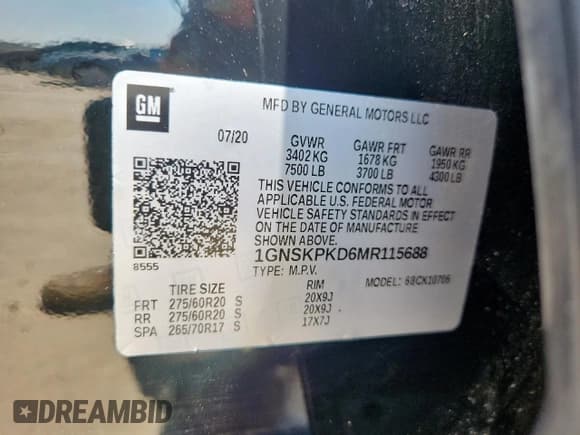 GM
MFD BY GENERAL MOTORS LLC
07/20
GVWR GAWR FRT GAWR RR
3402 KG 1678 KG 1950 KG
7500 LB 3700 LB 4300 LB
THIS VEHICLE CONFORMS TO ALL
APPLICABLE U.S. FEDERAL MOTOR
VEHICLE SAFETY STANDARDS IN EFFECT
ON THE DATE OF MANUFACTURE
SHOWN ABOVE.
8555
1GNSKPKD6MR115688
TYPE: M.P.V. MODEL:
TIRE SIZE RIM
FRT 275/60R20 S 20X9J
RR 275/60R20 S 20X9J
SPA 265/70R17 S 17X7J
DREAMBID